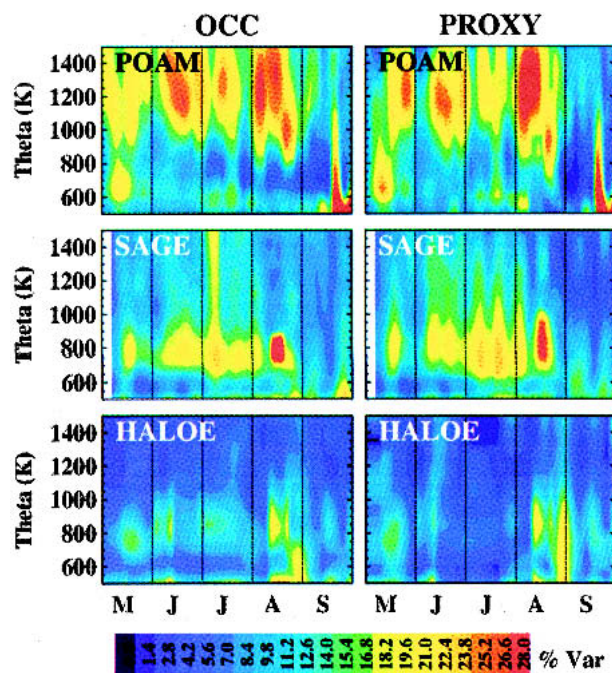 OCC PROXY
POAM POAM
Theta (K)
1400
1200
1000
800
600
SAGE SAGE
Theta (K)
1400
1200
1000
800
600
HALOE HALOE
Theta (K)
1400
1200
1000
800
600
M J J A S M J J A S
1.4 2.8 4.2 5.6 7.0 8.4 9.8 11.2 12.6 14.0 15.4 16.8 18.2 19.6 21.0 22.4 23.8 25.2 26.6 28.0 % Var